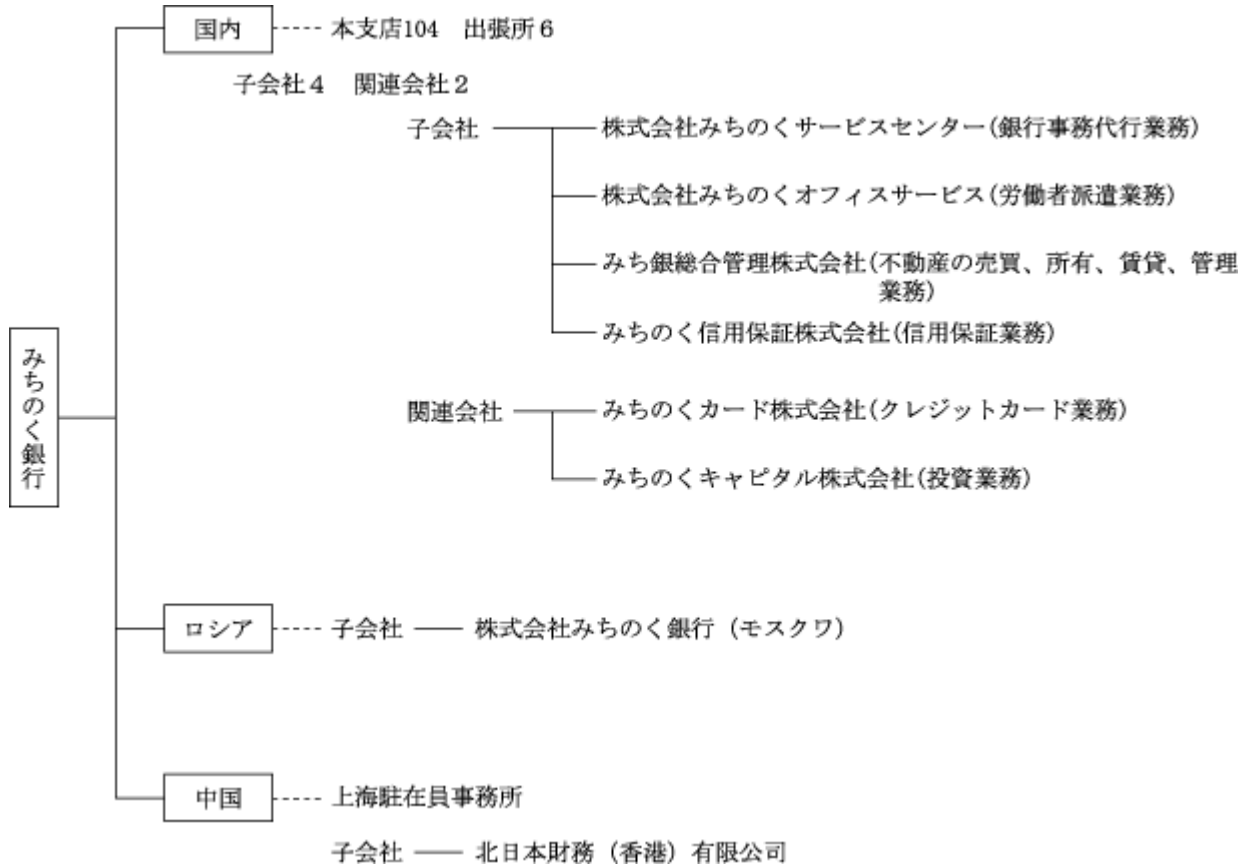 国内 本支店104 出張所6
子会社4 関連会社2
子会社 株式会社みちのくサービスセンター(銀行事務代行業務)
株式会社みちのくオフィスサービス(労働者派遣業務)
みち銀総合管理株式会社(不動産の売買、所有、賃貸、管理
業務)
みちのく信用保証株式会社(信用保証業務)
みちのく銀行
関連会社 みちのくカード株式会社(クレジットカード業務)
みちのくキャピタル株式会社(投資業務)
ロシア 子会社 株式会社みちのく銀行(モスクワ)
中国 上海駐在員事務所
子会社 北日本財務(香港)有限公司